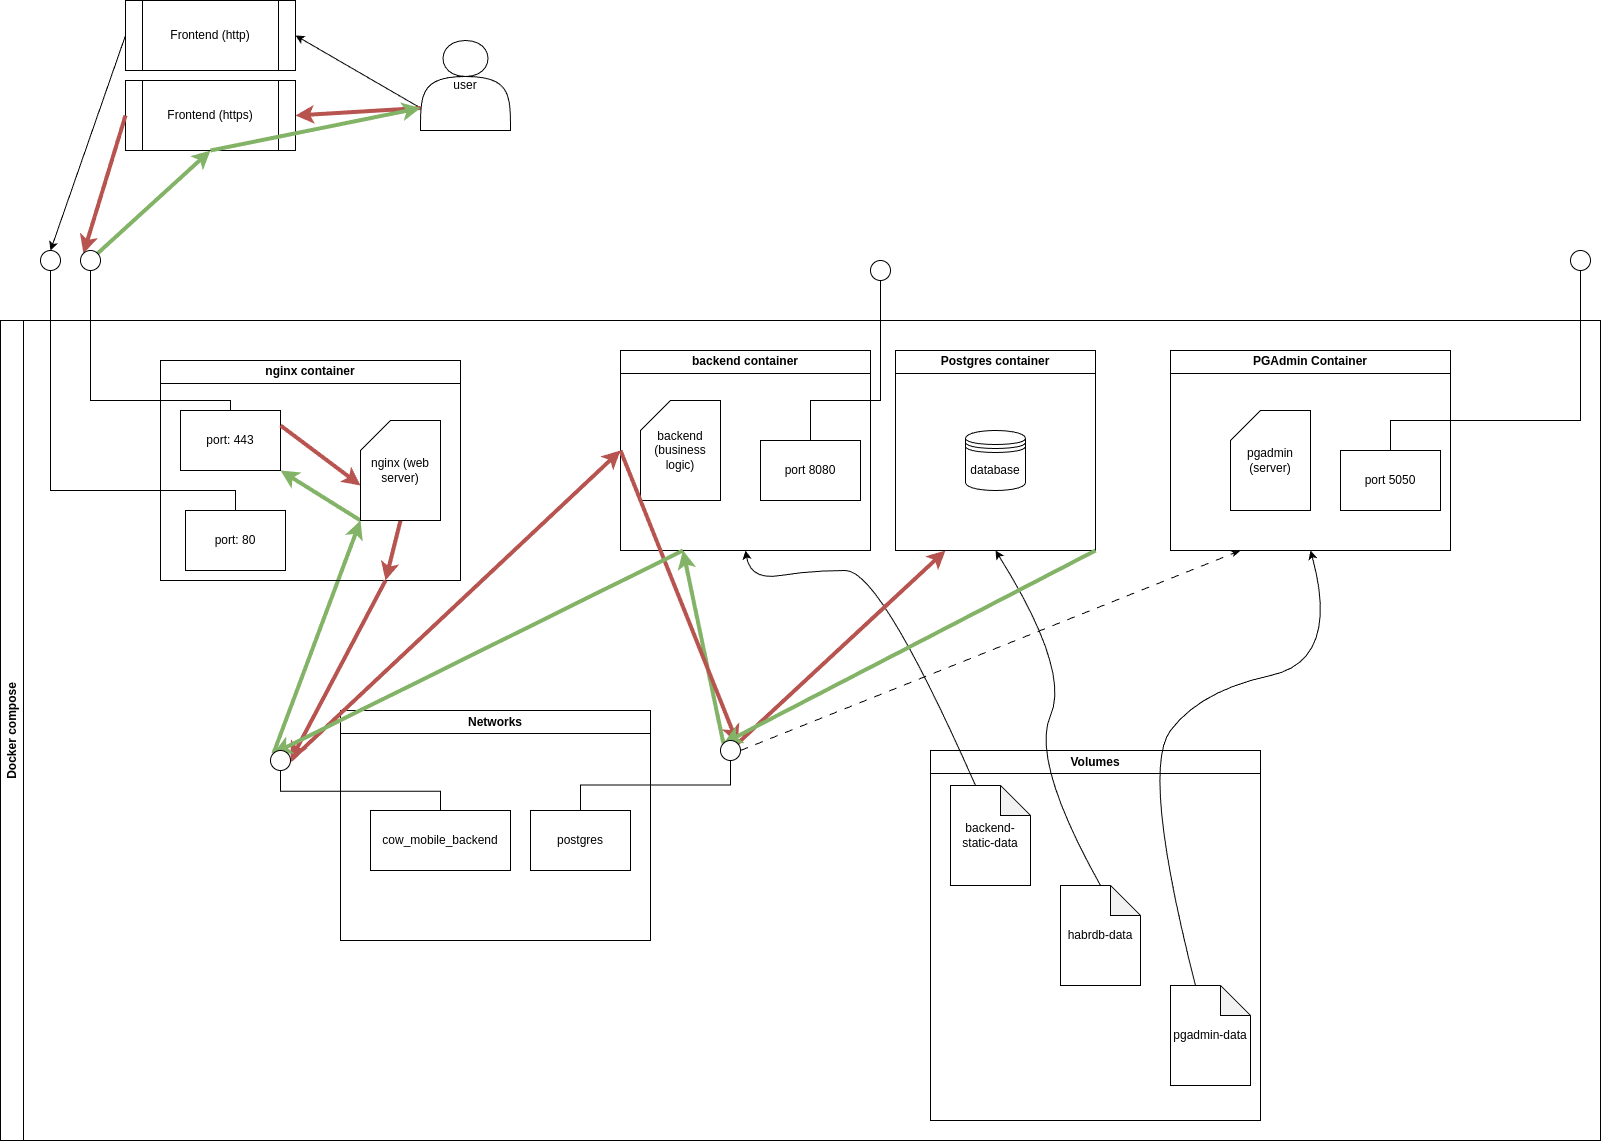 Frontend (http)
user
Frontend (https)
Docker compose
nginx container
port: 443
nginx (web
server)
port: 80
backend container
backend
(business
logic)
port 8080
Postgres container
database
PGAdmin Container
pgadmin
(server)
port 5050
Networks
cow_mobile_backend
postgres
Volumes
backend-
static-data
habrdb-data
pgadmin-data